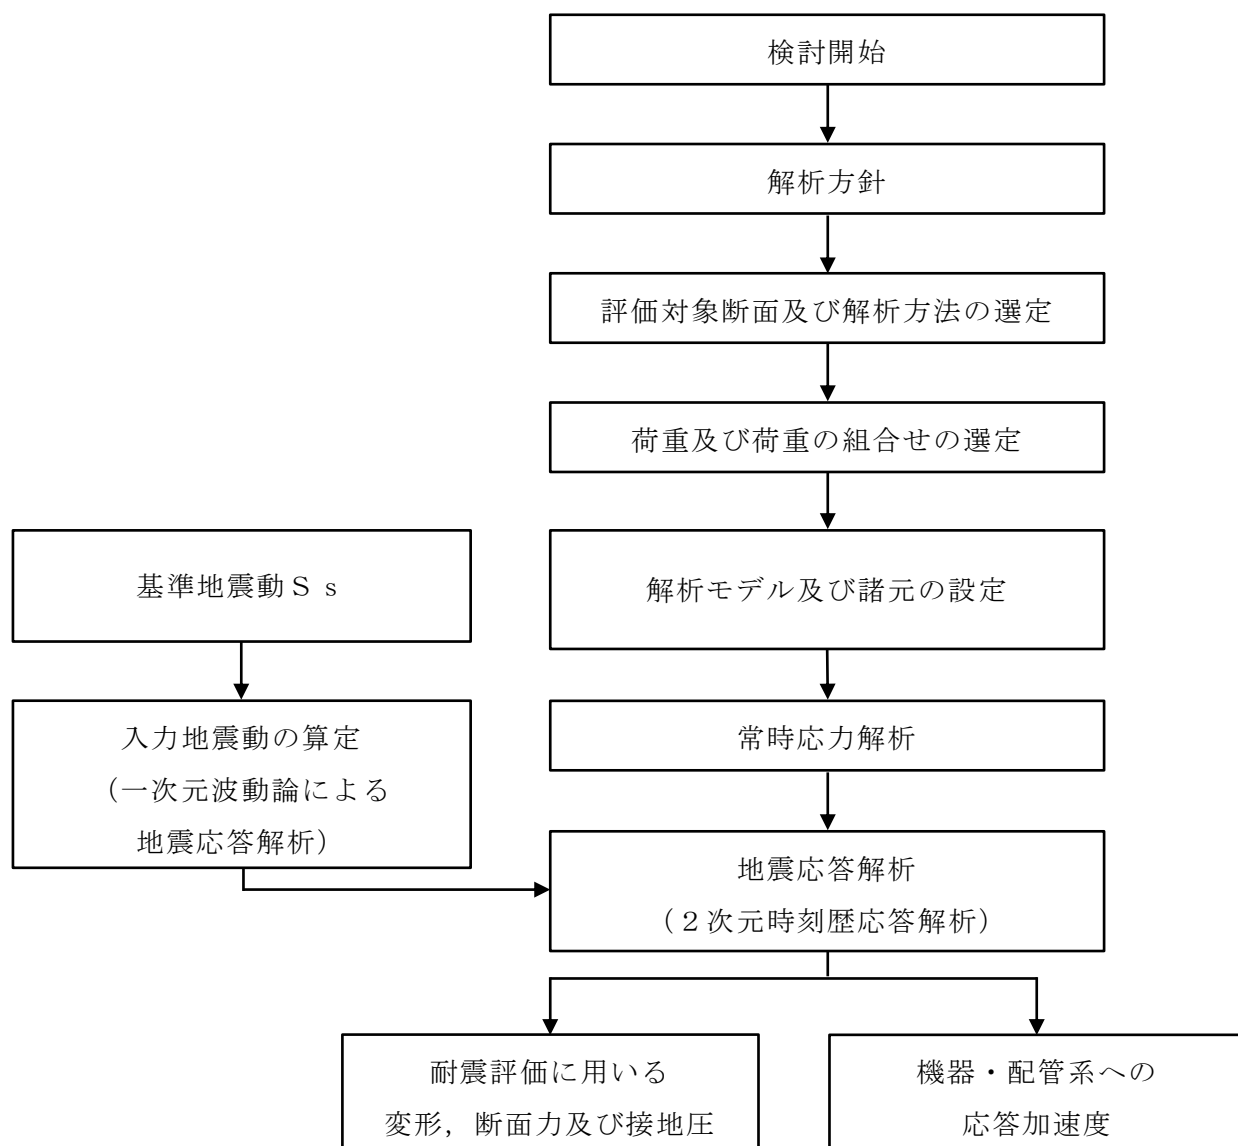 検討開始
解析方針
評価対象断面及び解析方法の選定
荷重及び荷重の組合せの選定
基準地震動Ｓｓ
解析モデル及び諸元の設定
入力地震動の算定
（一次元波動論による
地震応答解析）
常時応力解析
地震応答解析
（２次元時刻歴応答解析）
耐震評価に用いる
変形，断面力及び接地圧
機器・配管系への
応答加速度